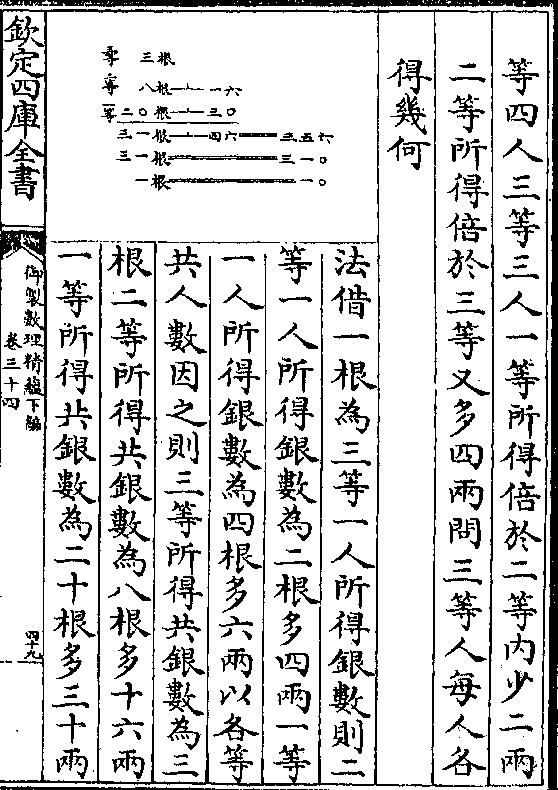 等四人三等三人一等所得倍於二等内少二兩
二等所得倍於三等又多四兩問三等人每人各
得幾何
三等 三根
二等 八根⊥一六
一等 二〇根⊥三〇
三一根⊥四六═三五六
三一根═三一〇
一根═一〇
法借一根為三等一人所得銀數則二
等一人所得銀數為二根多四兩一等
一人所得銀數為四根多六兩以各等
共人數因之則三等所得共銀數為三
根二等所得共銀數為八根多十六兩
一等所得共銀數為二十根多三十兩
欽定四庫全書
御製數理精藴下編
卷三十四
四十九